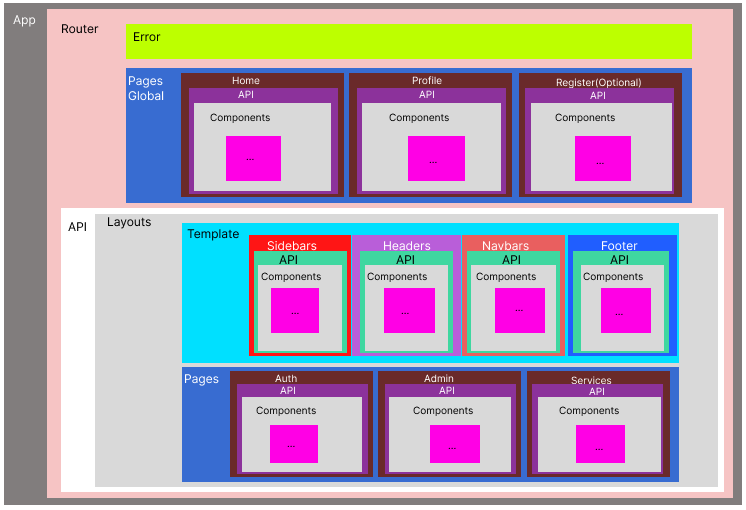 App
Router
Error
Pages
Global
Home
API
Components
...
Profile
API
Components
...
Register(Optional)
API
Components
...
API
Layouts
Template
Sidebars
API
Components
...
Headers
API
Components
...
Navbars
API
Components
...
Footer
API
Components
...
Pages
Auth
API
Components
...
Admin
API
Components
...
Services
API
Components
...